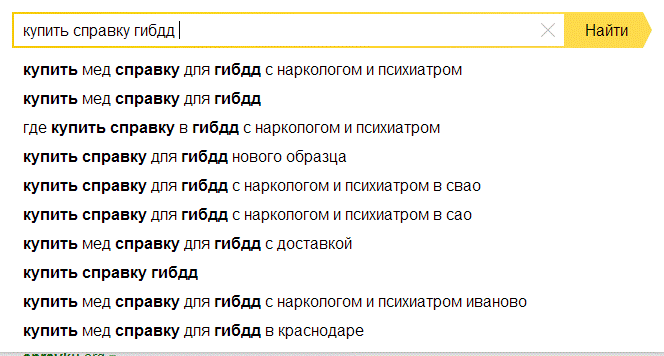 купить справку гибдд
Найти
купить мед справку для гибдд с наркологом и психиатром
купить мед справку для гибдд
где купить справку в гибдд с наркологом и психиатром
купить справку для гибдд нового образца
купить справку для гибдд с наркологом и психиатром в свао
купить справку для гибдд с наркологом и психиатром в сао
купить мед справку для гибдд с доставкой
купить справку гибдд
купить мед справку для гибдд с наркологом и психиатром иваново
купить мед справку для гибдд в краснодаре